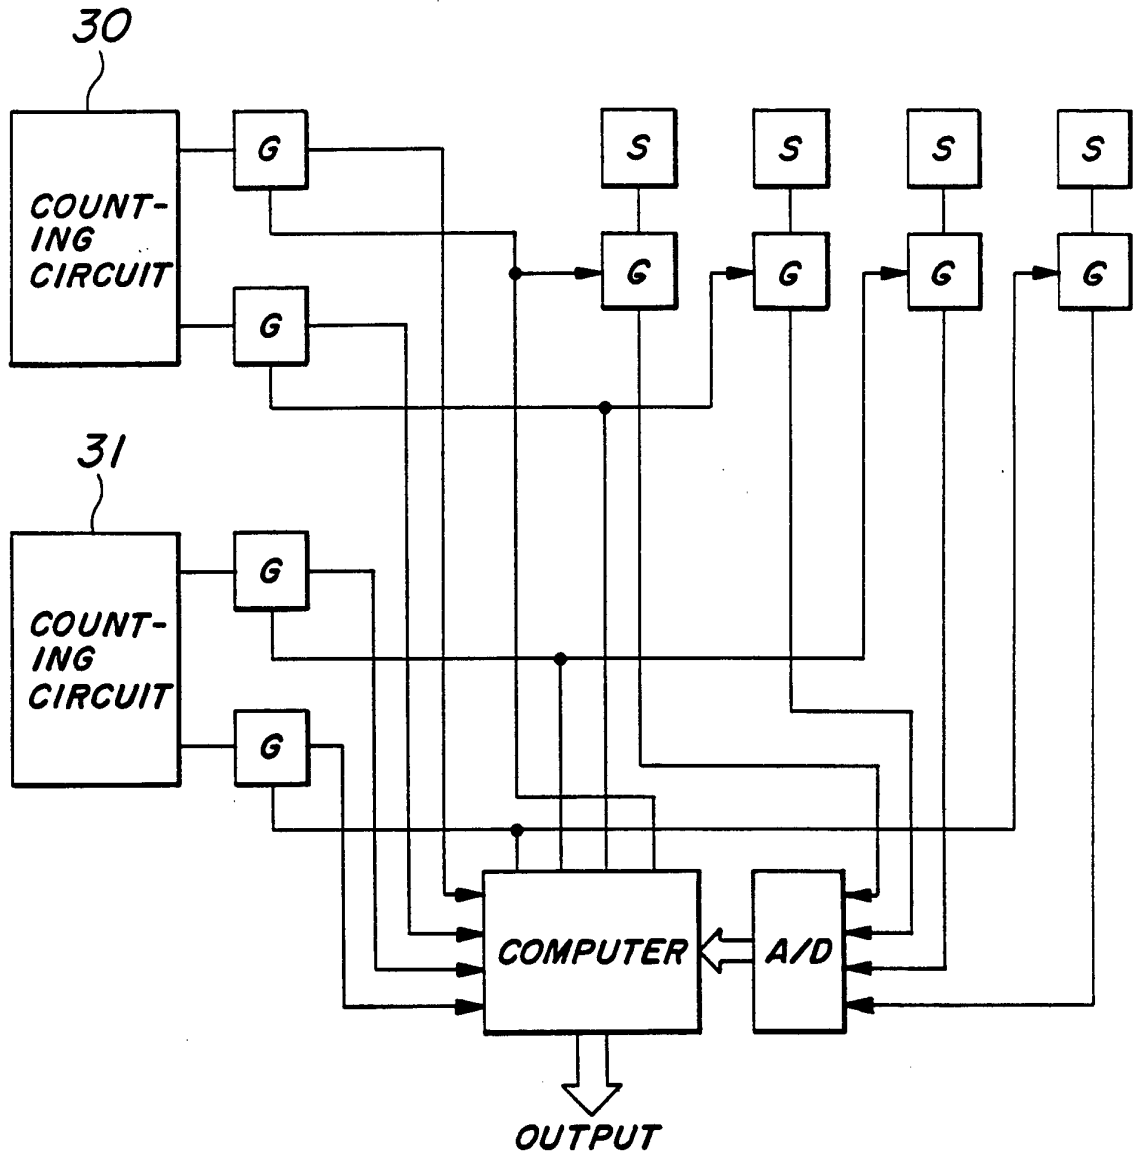 30
COUNT-
ING
CIRCUIT
G
G
S
S
S
S
G
G
G
G
31
COUNT-
ING
CIRCUIT
G
G
COMPUTER
A/D
OUTPUT